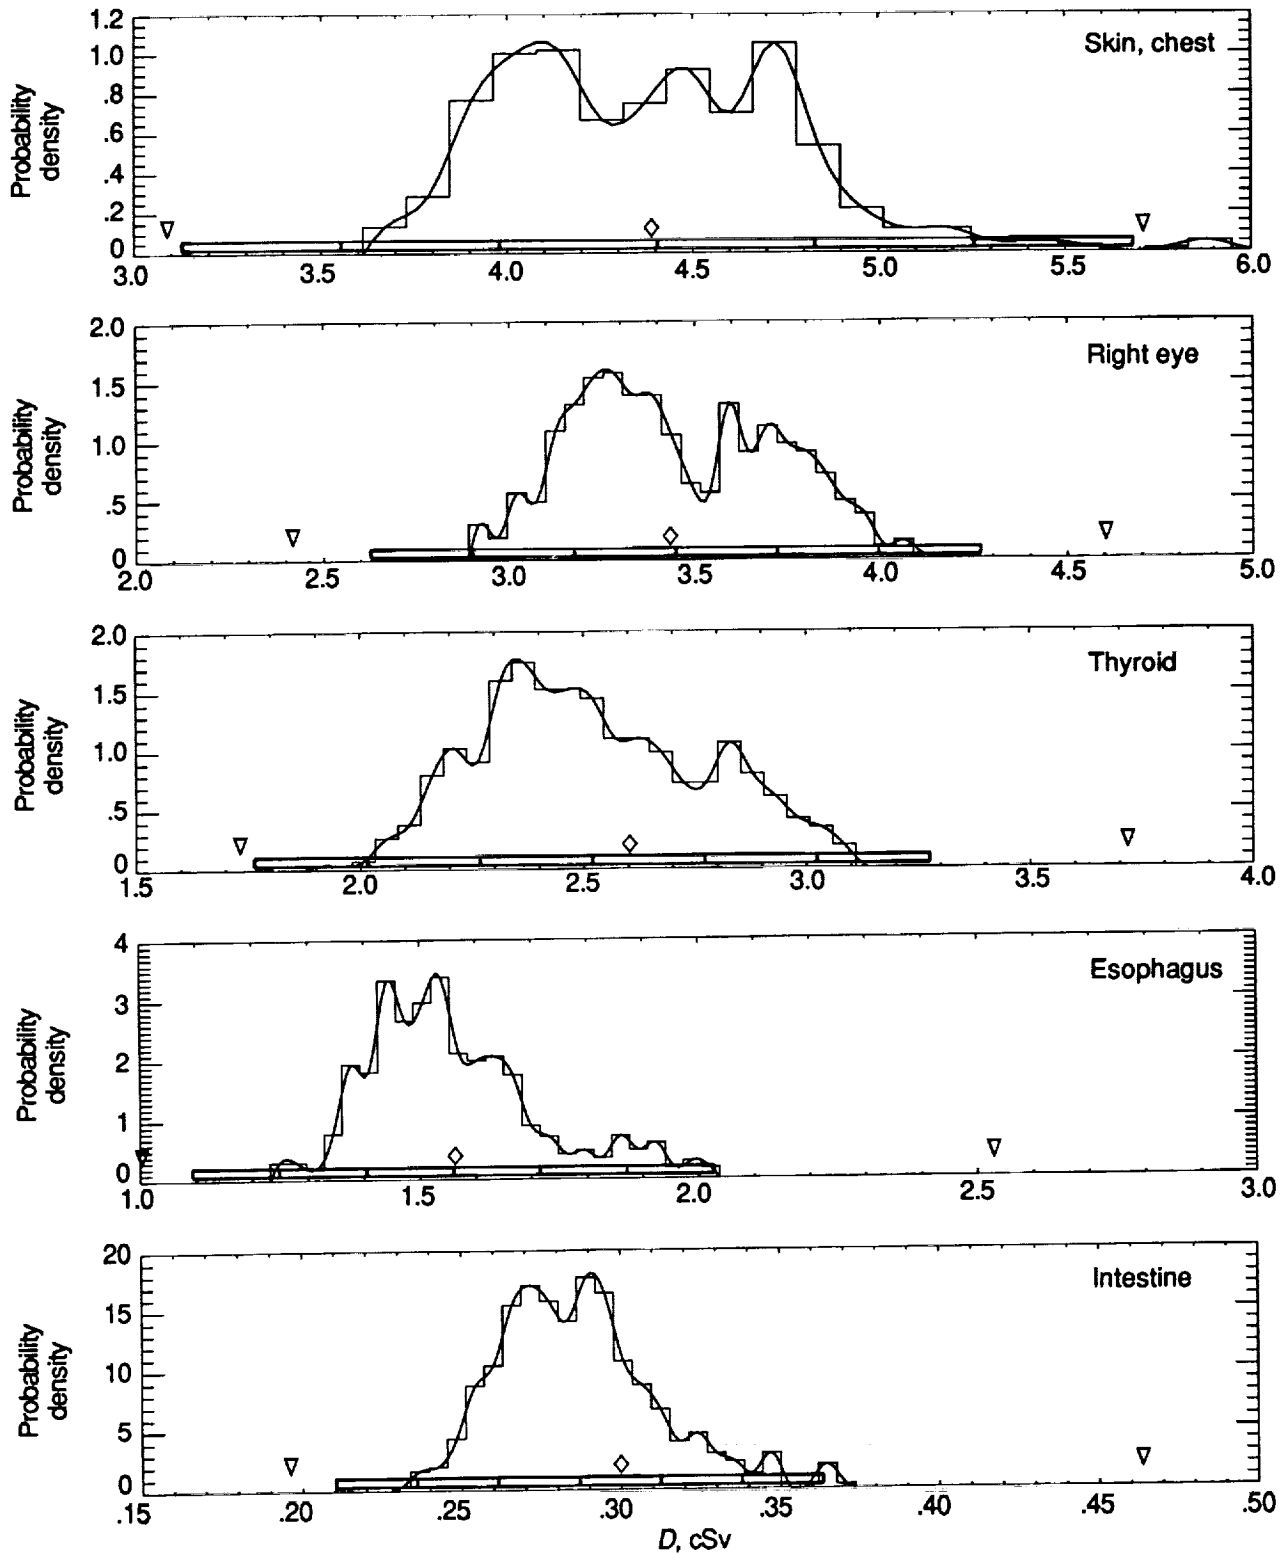 1.2
1.0
.8
.6
.4
.2
0
Probability
density
Skin, chest
3.0 3.5 4.0 4.5 5.0 5.5 6.0
2.0
1.5
1.0
.5
0
Probability
density
Right eye
2.0 2.5 3.0 3.5 4.0 4.5 5.0
2.0
1.5
1.0
.5
0
Probability
density
Thyroid
1.5 2.0 2.5 3.0 3.5 4.0
4
3
2
1
0
Probability
density
Esophagus
1.0 1.5 2.0 2.5 3.0
20
15
10
5
0
Probability
density
Intestine
.15 .20 .25 .30 .35 .40 .45 .50
D, cSv